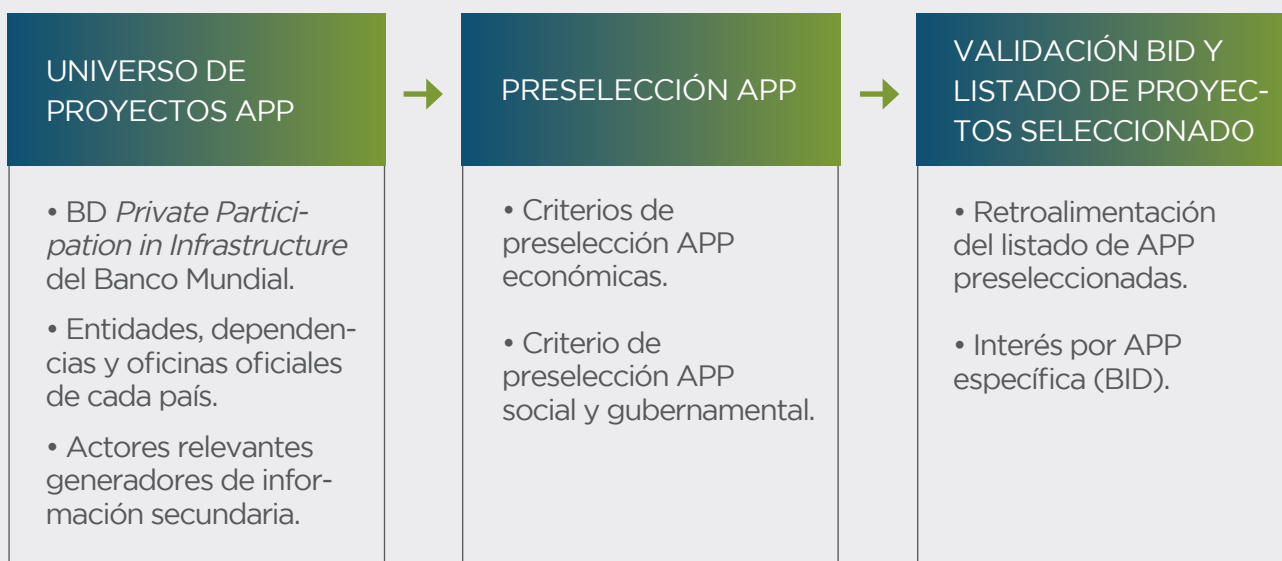 UNIVERSO DE
PROYECTOS APP
• BD Private Partici-
pation in Infrastructure
del Banco Mundial.
• Entidades, dependen-
cias y oficinas oficiales
de cada país.
• Actores relevantes
generadores de infor-
mación secundaria.
PRESELECCIÓN APP
• Criterios de
preselección APP
económicas.
• Criterio de
preselección APP
social y gubernamental.
VALIDACIÓN BID Y
LISTADO DE PROYEC-
TOS SELECCIONADO
• Retroalimentación
del listado de APP
preseleccionadas.
• Interés por APP
específica (BID).